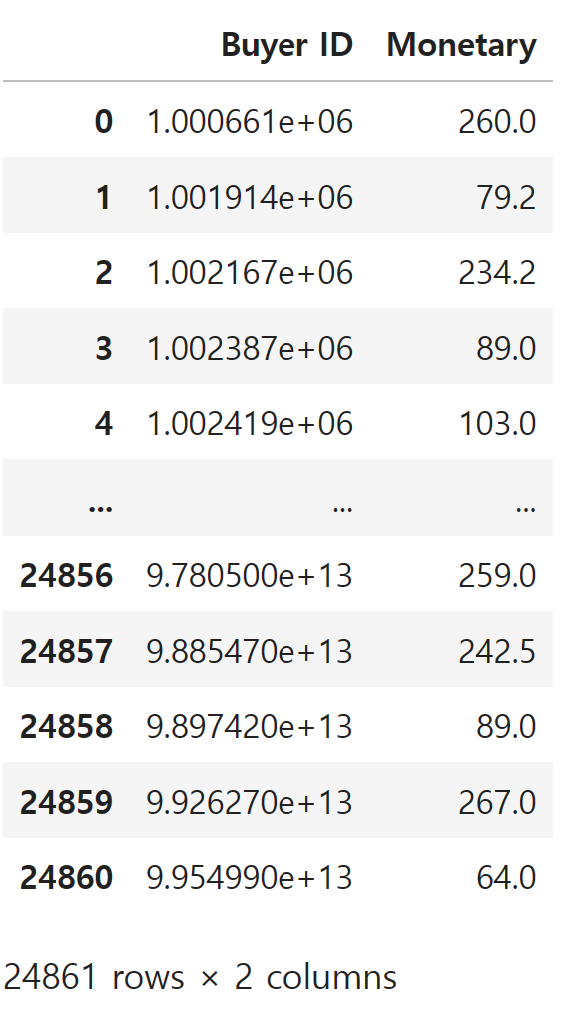 Buyer ID Monetary
0 1.000661e+06 260.0
1 1.001914e+06 79.2
2 1.002167e+06 234.2
3 1.002387e+06 89.0
4 1.002419e+06 103.0
... ... ...
24856 9.780500e+13 259.0
24857 9.885470e+13 242.5
24858 9.897420e+13 89.0
24859 9.926270e+13 267.0
24860 9.954990e+13 64.0
24861 rows × 2 columns